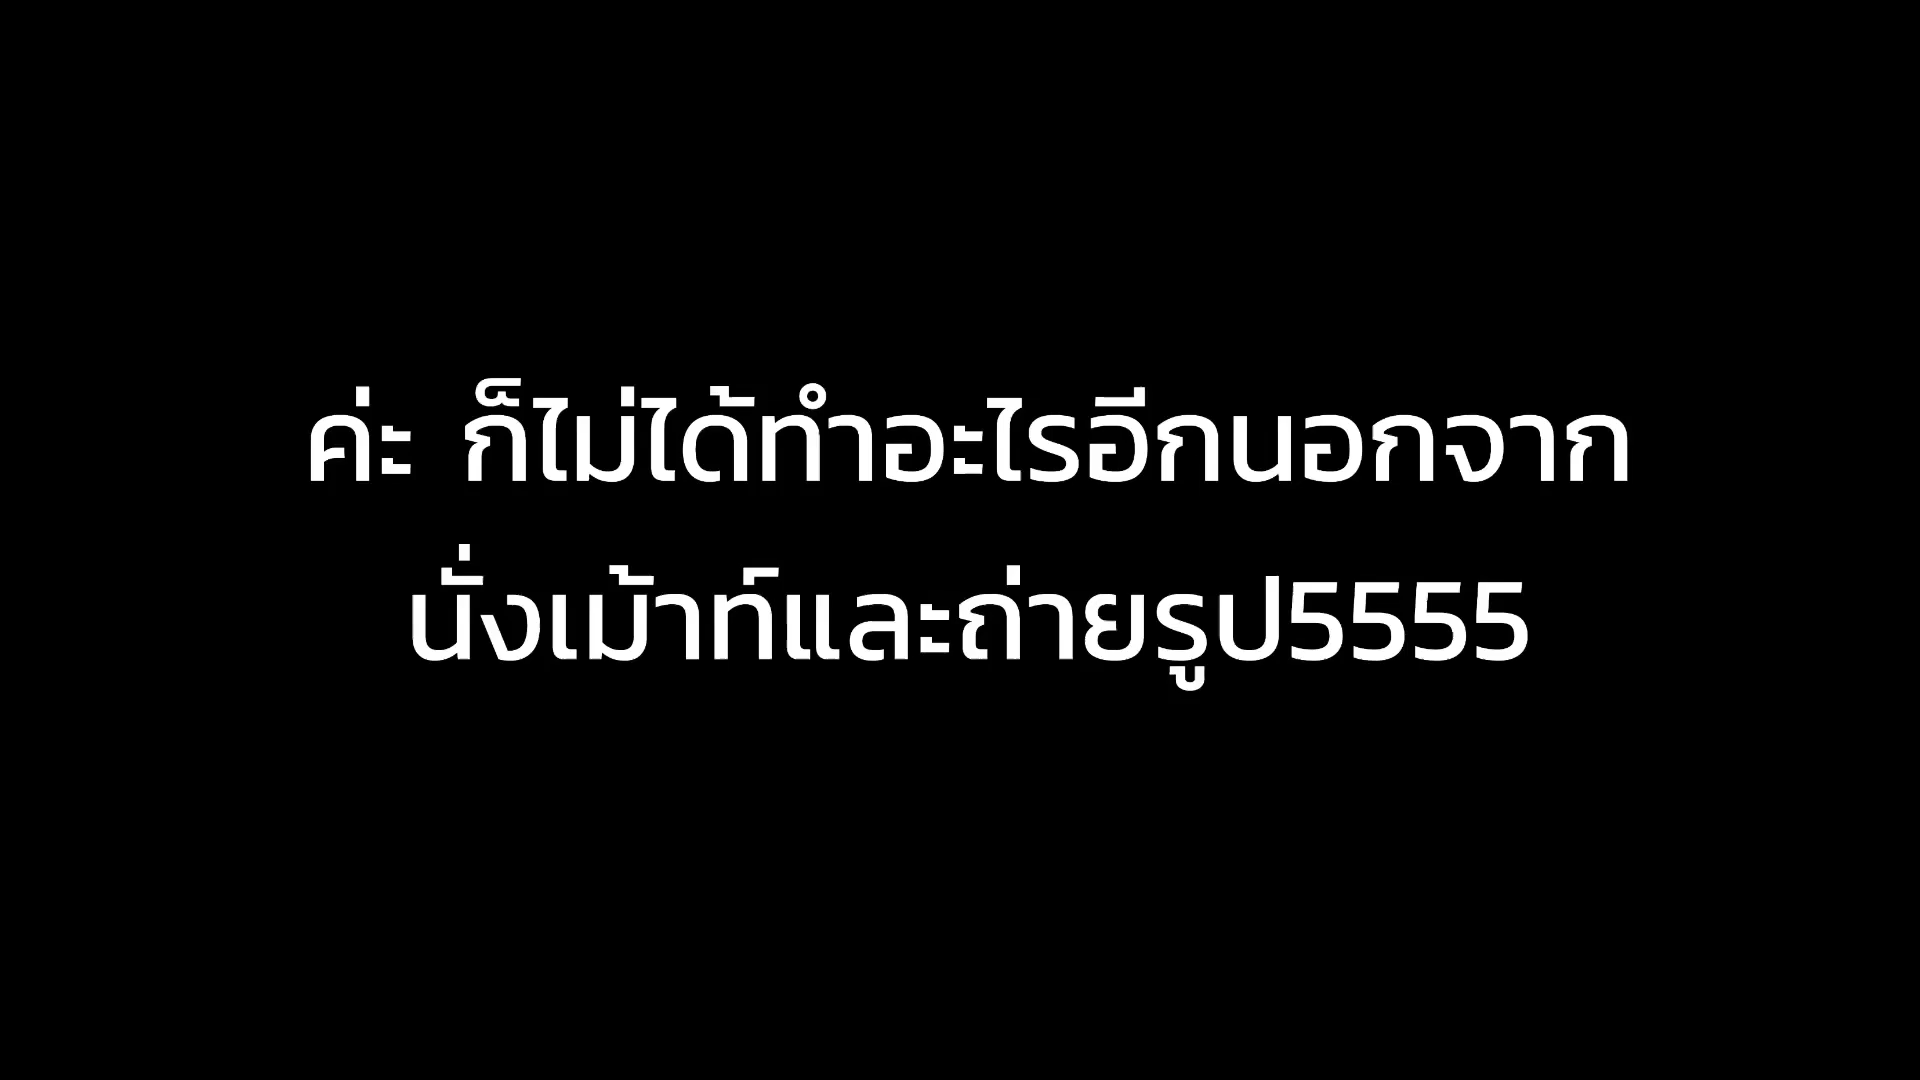 ค่ะ ก็ไม่ได้ทำอะไรอีกนอกจาก
นั่งเม้าท์และถ่ายรูป5555